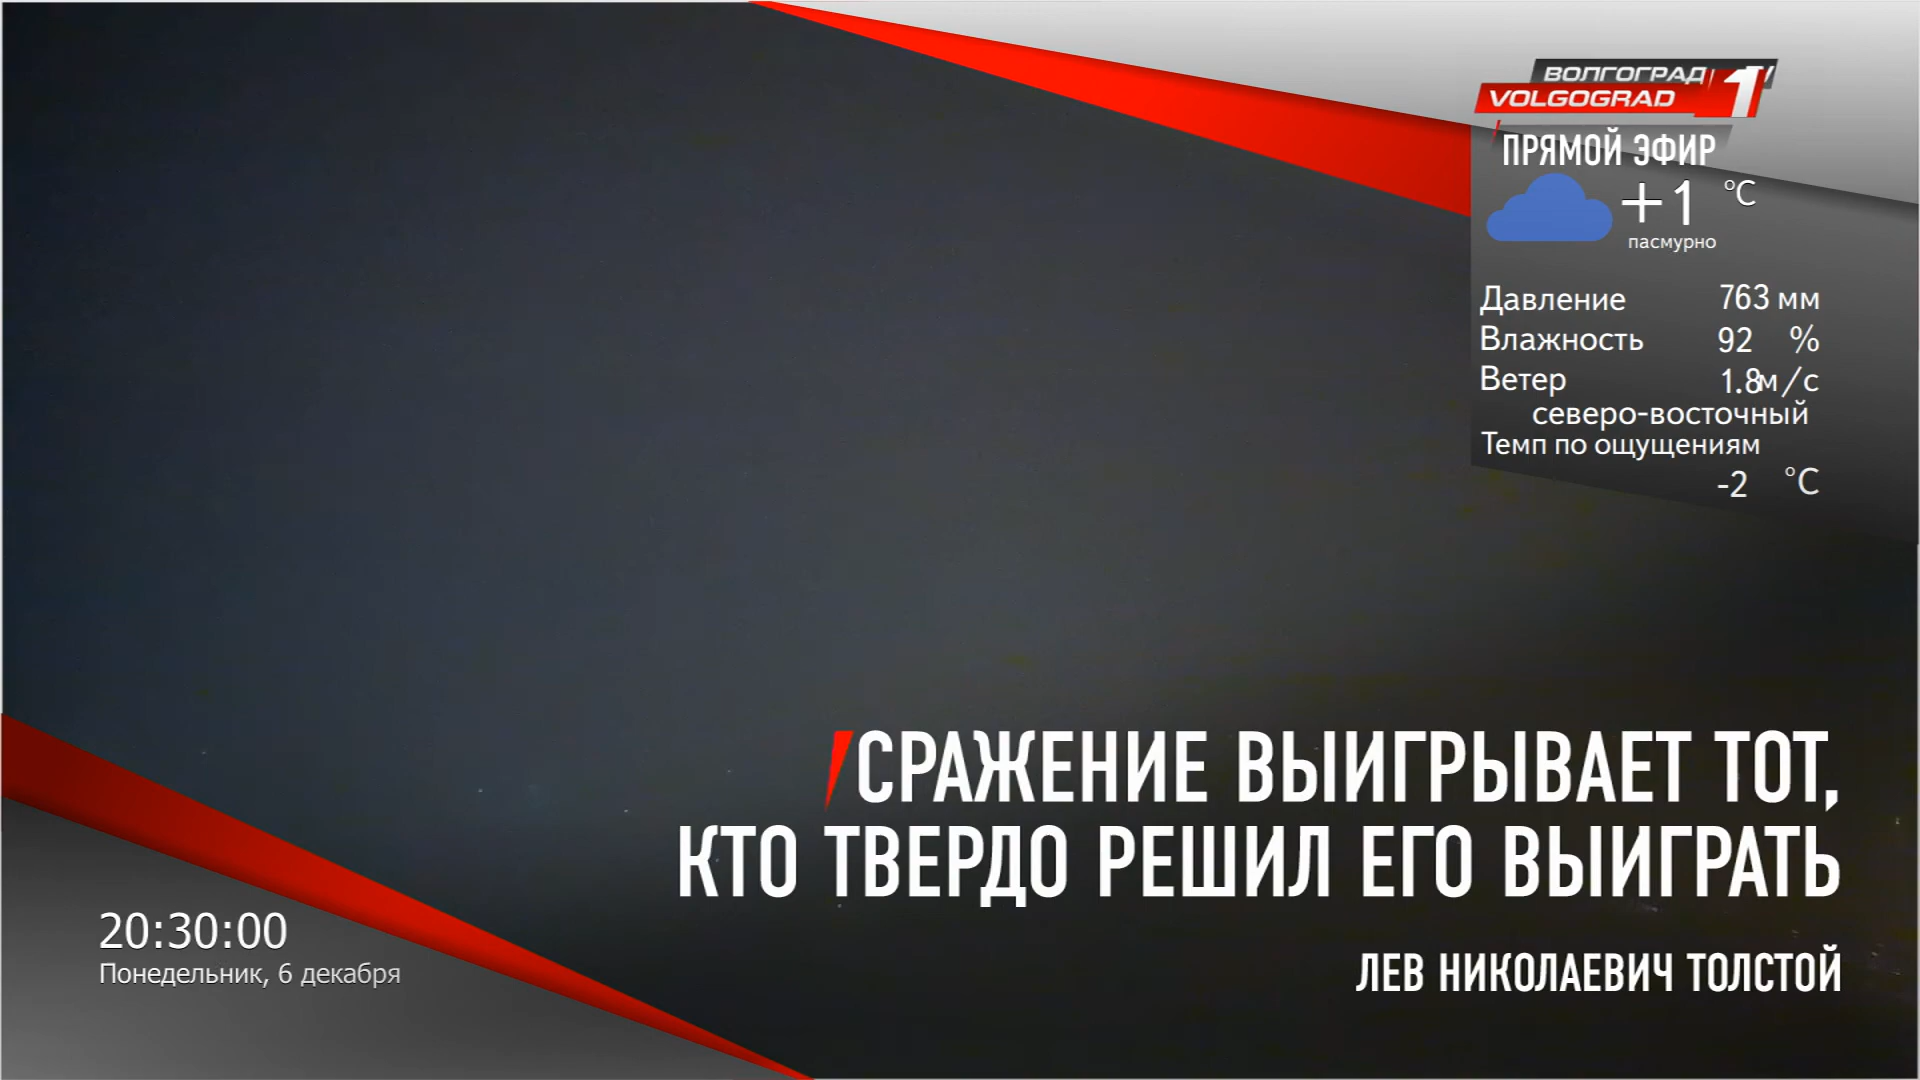 ВОЛГОГРАД TV
VOLGOGRAD 1
ПРЯМОЙ ЭФИР
+1 °C
пасмурно
Давление 763 мм
Влажность 92 %
Ветер 1.8м/с
северо-восточный
Темп по ощущениям
-2 °C
СРАЖЕНИЕ ВЫИГРЫВАЕТ ТОТ,
КТО ТВЕРДО РЕШИЛ ЕГО ВЫИГРАТЬ
ЛЕВ НИКОЛАЕВИЧ ТОЛСТОЙ
20:30:00
Понедельник, 6 декабря